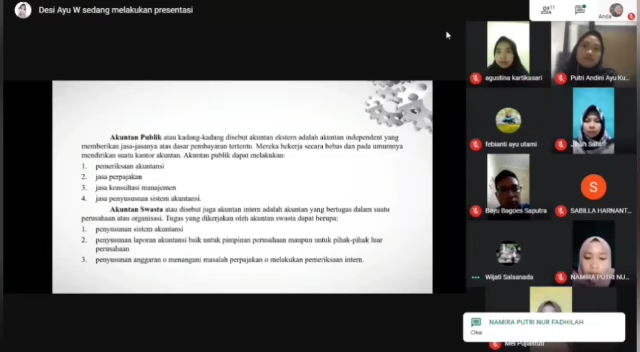 Desi Ayu W sedang melakukan presentasi
11
Anda
Akuntan Publik atau kadang-kadang disebut akuntan ekstern adalah akuntan independent yang
memberikan jasa-jasanya atas dasar pembayaran tertentu. Mereka bekerja secara bebas dan pada umumnya
mendirikan suatu kantor akuntan. Akuntan publik dapat melakukan:
1. pemeriksaan akuntansi
2. jasa perpajakan
3. jasa konsultasi manajemen
4. jasa penyusunan sistem akuntansi.
Akuntan Swasta atau disebut juga akuntan intern adalah akuntan yang bertugas dalam suatu
perusahaan atau organisasi. Tugas yang dikerjakan oleh akuntan swasta dapat berupa:
1. penyusunan sistem akuntansi
2. penyusunan laporan akuntansi baik untuk pimpinan perusahaan maupun untuk pihak-pihak luar
perusahaan
3. penyusunan anggaran o menangani masalah perpajakan o melakukan pemeriksaan intern.
agustina kartikasari
Putri Andini Ayu Ku...
febianti ayu utami
Bayu Bagoes Saputra
S
SABILLA HARNANT...
Wijati Salsanada
NAMIRA PUTRI NU...
NAMIRA PUTRI NUR FADHILAH
Oke
Mei Pujiastuti